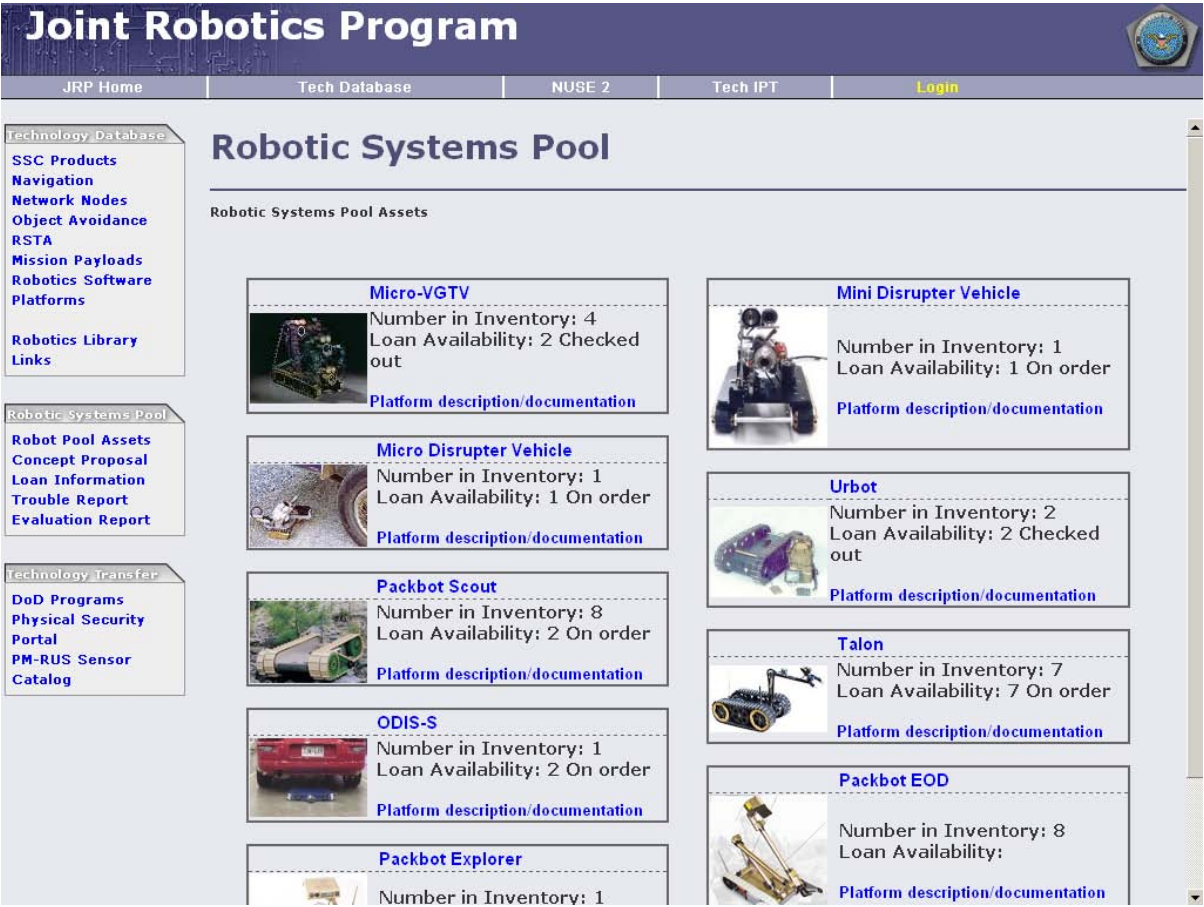 Joint Robotics Program
JRP Home
Tech Database
NUSE 2
Tech IPT
Login
Technology Database
SSC Products
Navigation
Network Nodes
Object Avoidance
RSTA
Mission Payloads
Robotics Software
Platforms
Robotics Library
Links
Robotic Systems Pool
Robot Pool Assets
Concept Proposal
Loan Information
Trouble Report
Evaluation Report
Technology Transfer
DoD Programs
Physical Security
Portal
PM-RUS Sensor
Catalog
Robotic Systems Pool
Robotic Systems Pool Assets
Micro-VGTV
Number in Inventory: 4
Loan Availability: 2 Checked
out
Platform description/documentation
Micro Disrupter Vehicle
Number in Inventory: 1
Loan Availability: 1 On order
Platform description/documentation
Packbot Scout
Number in Inventory: 8
Loan Availability: 2 On order
Platform description/documentation
ODIS-S
Number in Inventory: 1
Loan Availability: 2 On order
Platform description/documentation
Packbot Explorer
Number in Inventory: 1
Mini Disrupter Vehicle
Number in Inventory: 1
Loan Availability: 1 On order
Platform description/documentation
Urbot
Number in Inventory: 2
Loan Availability: 2 Checked
out
Platform description/documentation
Talon
Number in Inventory: 7
Loan Availability: 7 On order
Platform description/documentation
Packbot EOD
Number in Inventory: 8
Loan Availability:
Platform description/documentation